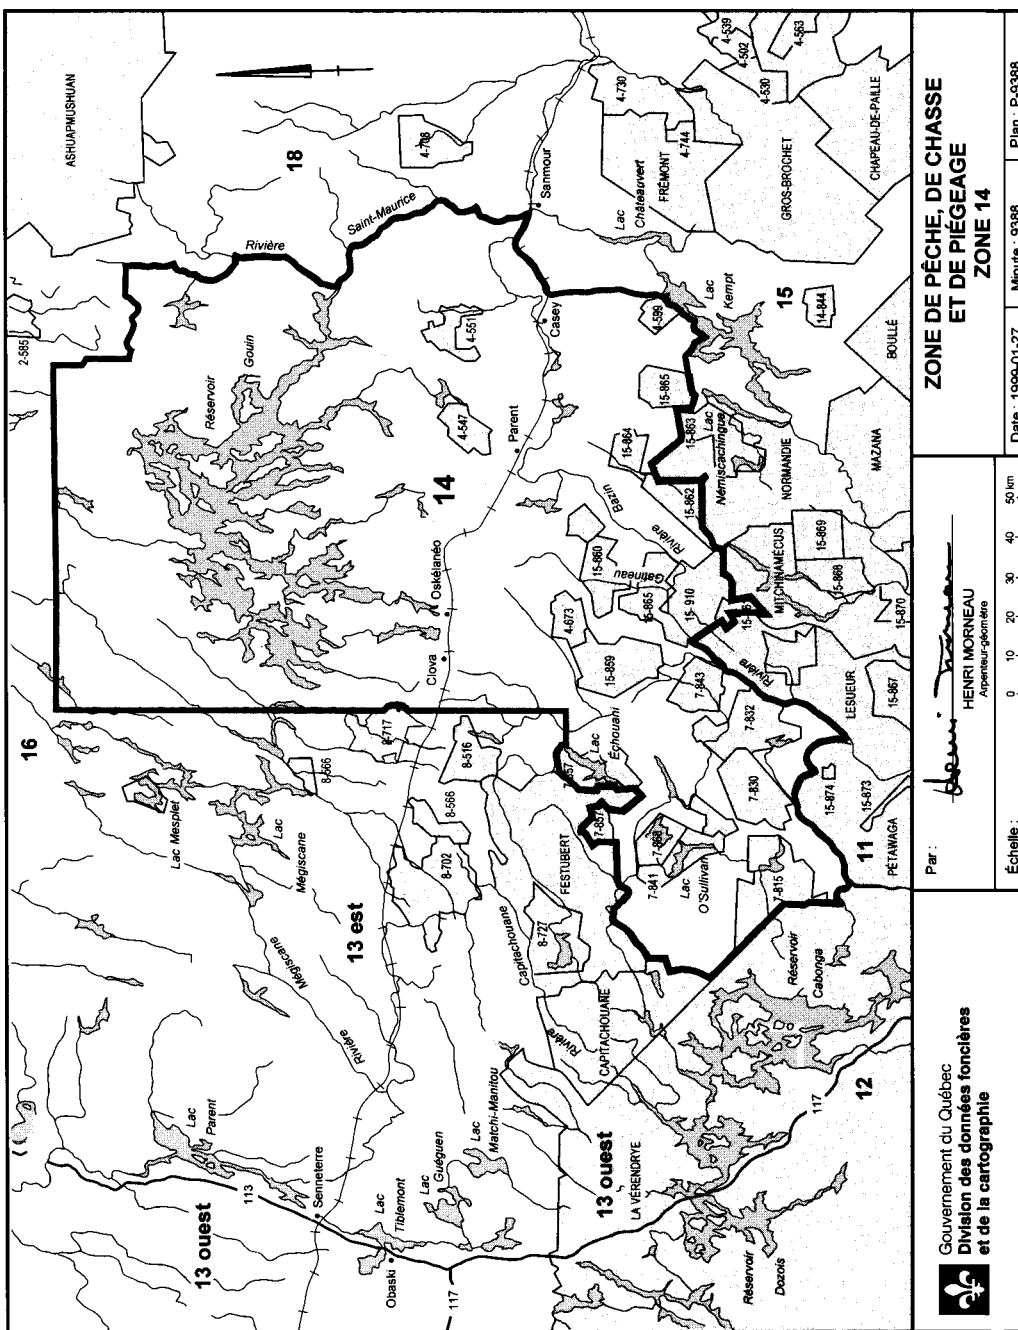 ASHUAPMUSHUAN
18
16
2-585
Rivière
Saint-Maurice
4-708
4-730
4-539
4-502
4-563
4-530
4-744
FRÉMONT
GROS-BROCHET
CHAPEAU-DE-PAILLE
Sanmour
Lac
Châteauvert
Réservoir
Gouin
4-551
4-547
Casey
Parent
14
Oskélanéo
Clova
4-599
Lac
Kempt
15
14-844
BOULLÉ
15-865
15-864
15-863
Lac
Némiscachingue
15-862
NORMANDIE
MAZANA
Bazin
Rivière
15-860
Gatineau
15-865
15-910
4-673
15-859
MITCHINAMÉCUS
15-869
15-868
15-870
7-843
Rivière
7-832
LESUEUR
15-867
Lac
Échouani
7-857
7-830
15-874
15-873
11
PÉTAWAGA
7-868
7-841
Lac
O'Sullivan
7-815
FESTUBERT
8-717
8-516
8-566
8-566
8-702
8-727
Lac Mesplet
Lac
Mégiscane
13 est
Mégiscane
Rivière
Capitachouane
Rivière
CAPITACHOUANE
Réservoir
Cabonga
12
117
Lac
Parent
113
Senneterre
13 ouest
Lac
Tiblemont
Lac
Guéguen
Lac
Matchi-Manitou
Obaski
117
13 ouest
LA VÉRENDRYE
Réservoir
Dozois
ZONE DE PÊCHE, DE CHASSE
ET DE PIÉGEAGE
ZONE 14
Date : 1999-01-27
Minute : 9388
Plan : P-9388
Par :
HENRI MORNEAU
Arpenteur-géomètre
Échelle :
0 10 20 30 40 50 km
Gouvernement du Québec
Division des données foncières
et de la cartographie